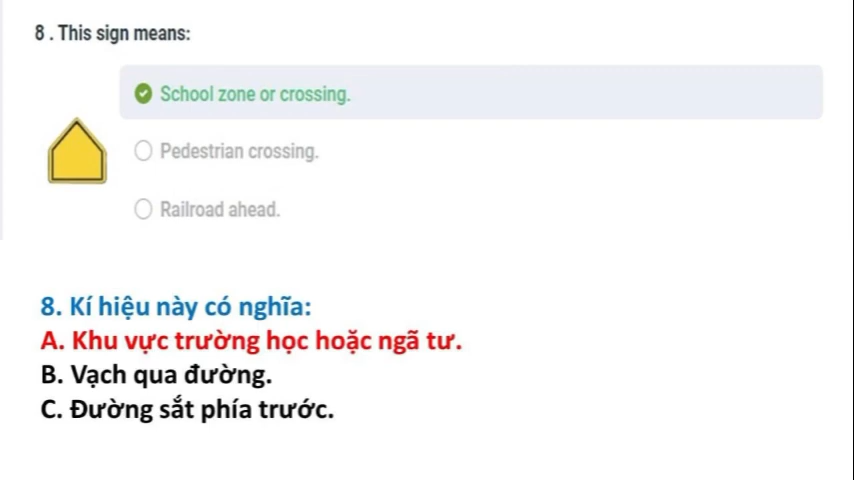 8 . This sign means:
School zone or crossing.
Pedestrian crossing.
Railroad ahead.
8. Kí hiệu này có nghĩa:
A. Khu vực trường học hoặc ngã tư.
B. Vạch qua đường.
C. Đường sắt phía trước.